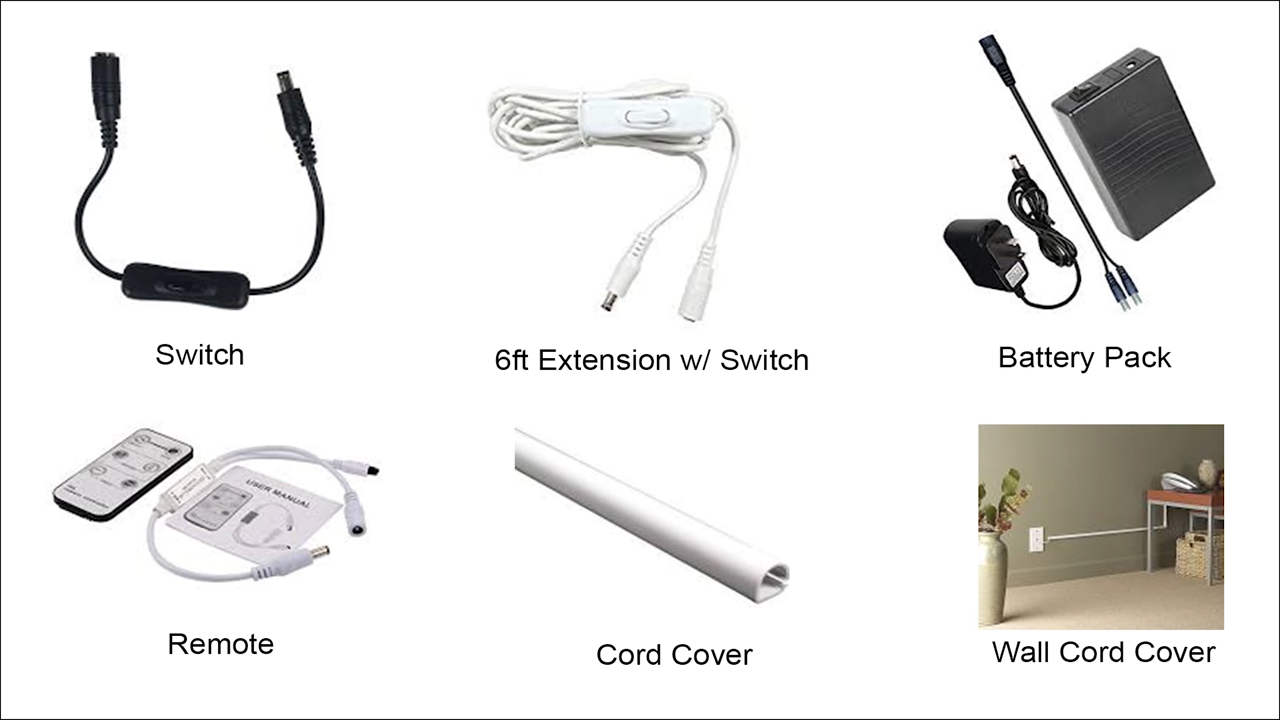 Switch
6ft Extension w/ Switch
Battery Pack
USER MANUAL
Remote
Cord Cover
Wall Cord Cover